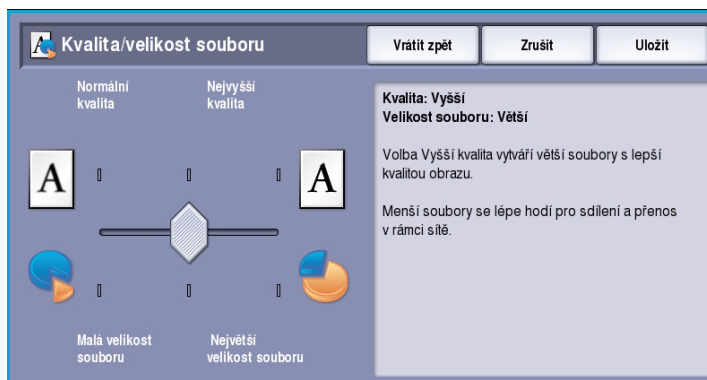 Kvalita/velikost souboru
Vrátit zpět
Zrušit
Uložit
Normální
kvalita
Nejvyšší
kvalita
A
A
Malá velikost
souboru
Největší
velikost souboru
Kvalita: Vyšší
Velikost souboru: Větší
Volba Vyšší kvalita vytváří větší soubory s lepší
kvalitou obrazu.
Menší soubory se lépe hodí pro sdílení a přenos
v rámci sítě.